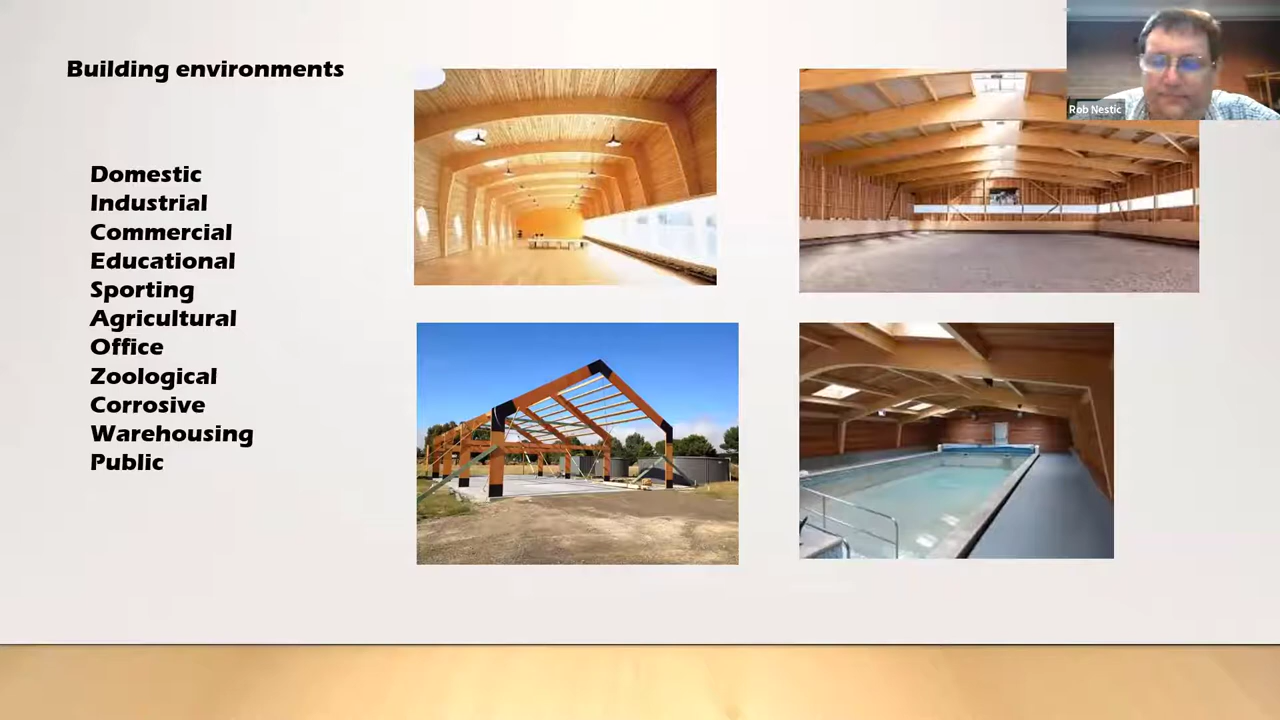 Building environments
Domestic
Industrial
Commercial
Educational
Sporting
Agricultural
Office
Zoological
Corrosive
Warehousing
Public
Rob Nestic